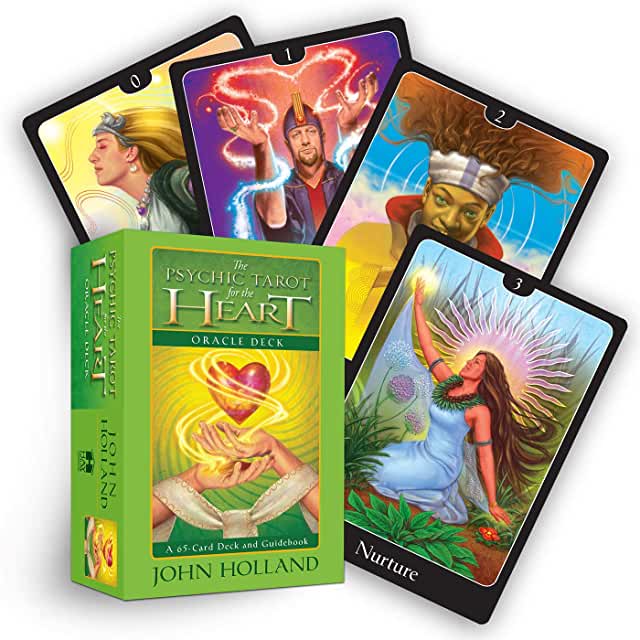 0
1
2
3
Nurture
The
PSYCHIC TAROT
for the
HEART
ORACLE DECK
A 65-Card Deck and Guidebook
JOHN HOLLAND
The
PSYCHIC TAROT
for the
HEART
ORACLE DECK
JOHN
HOLLAND